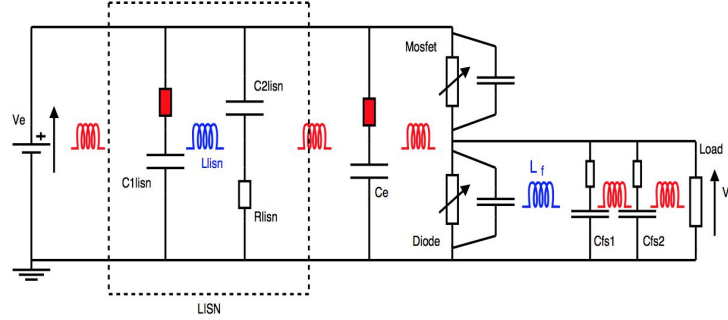 Ve
+
C1lisn
Llisn
C2lisn
Rlisn
LISN
Ce
Mosfet
Diode
L f
Cfs1
Cfs2
Load
V